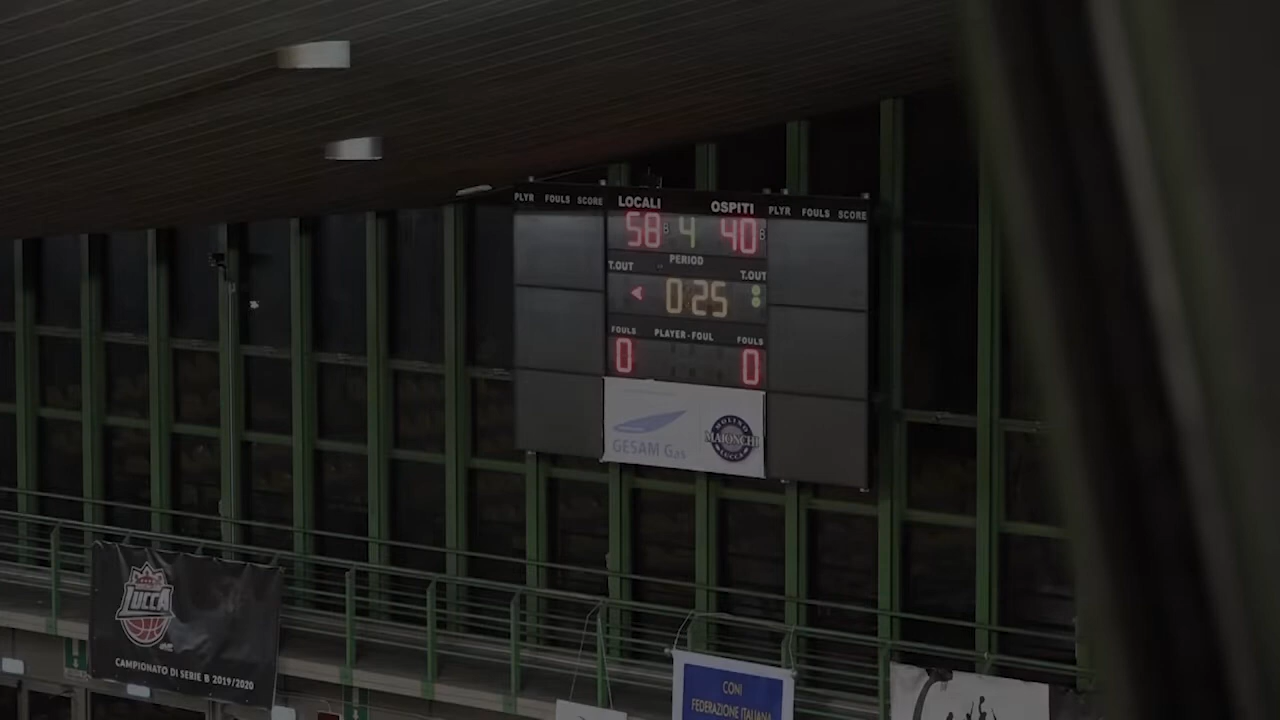 PLYR FOULS SCORE LOCALI OSPITI PLYR FOULS SCORE
58 4 40
PERIOD
T.OUT T.OUT
0:25
FOULS PLAYER-FOUL FOULS
0 0
GESAM Gas
MOLINO
MAIONCHI
LUCCA
LUCCA
CAMPIONATO DI SERIE B 2019/2020
CONI
FEDERAZIONE ITALIANA